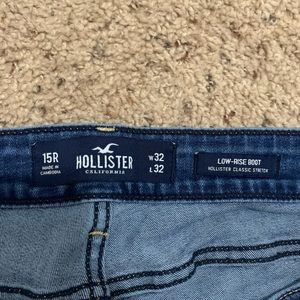 15R
MADE IN
CAMBODIA
HOLLISTER
CALIFORNIA
W32
L32
LOW-RISE BOOT
HOLLISTER CLASSIC STRETCH